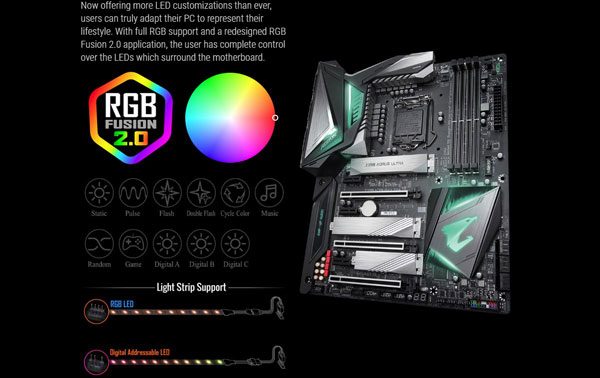 Now offering more LED customizations than ever,
users can truly adapt their PC to represent their
lifestyle. With full RGB support and a redesigned RGB
Fusion 2.0 application, the user has complete control
over the LEDs which surround the motherboard.
RGB
FUSION
2.0
Static Pulse Flash Double Flash Cycle Color Music
Random Game Digital A Digital B Digital C
Light Strip Support
RGB LED
Digital Addressable LED
Z390 AORUS ULTRA